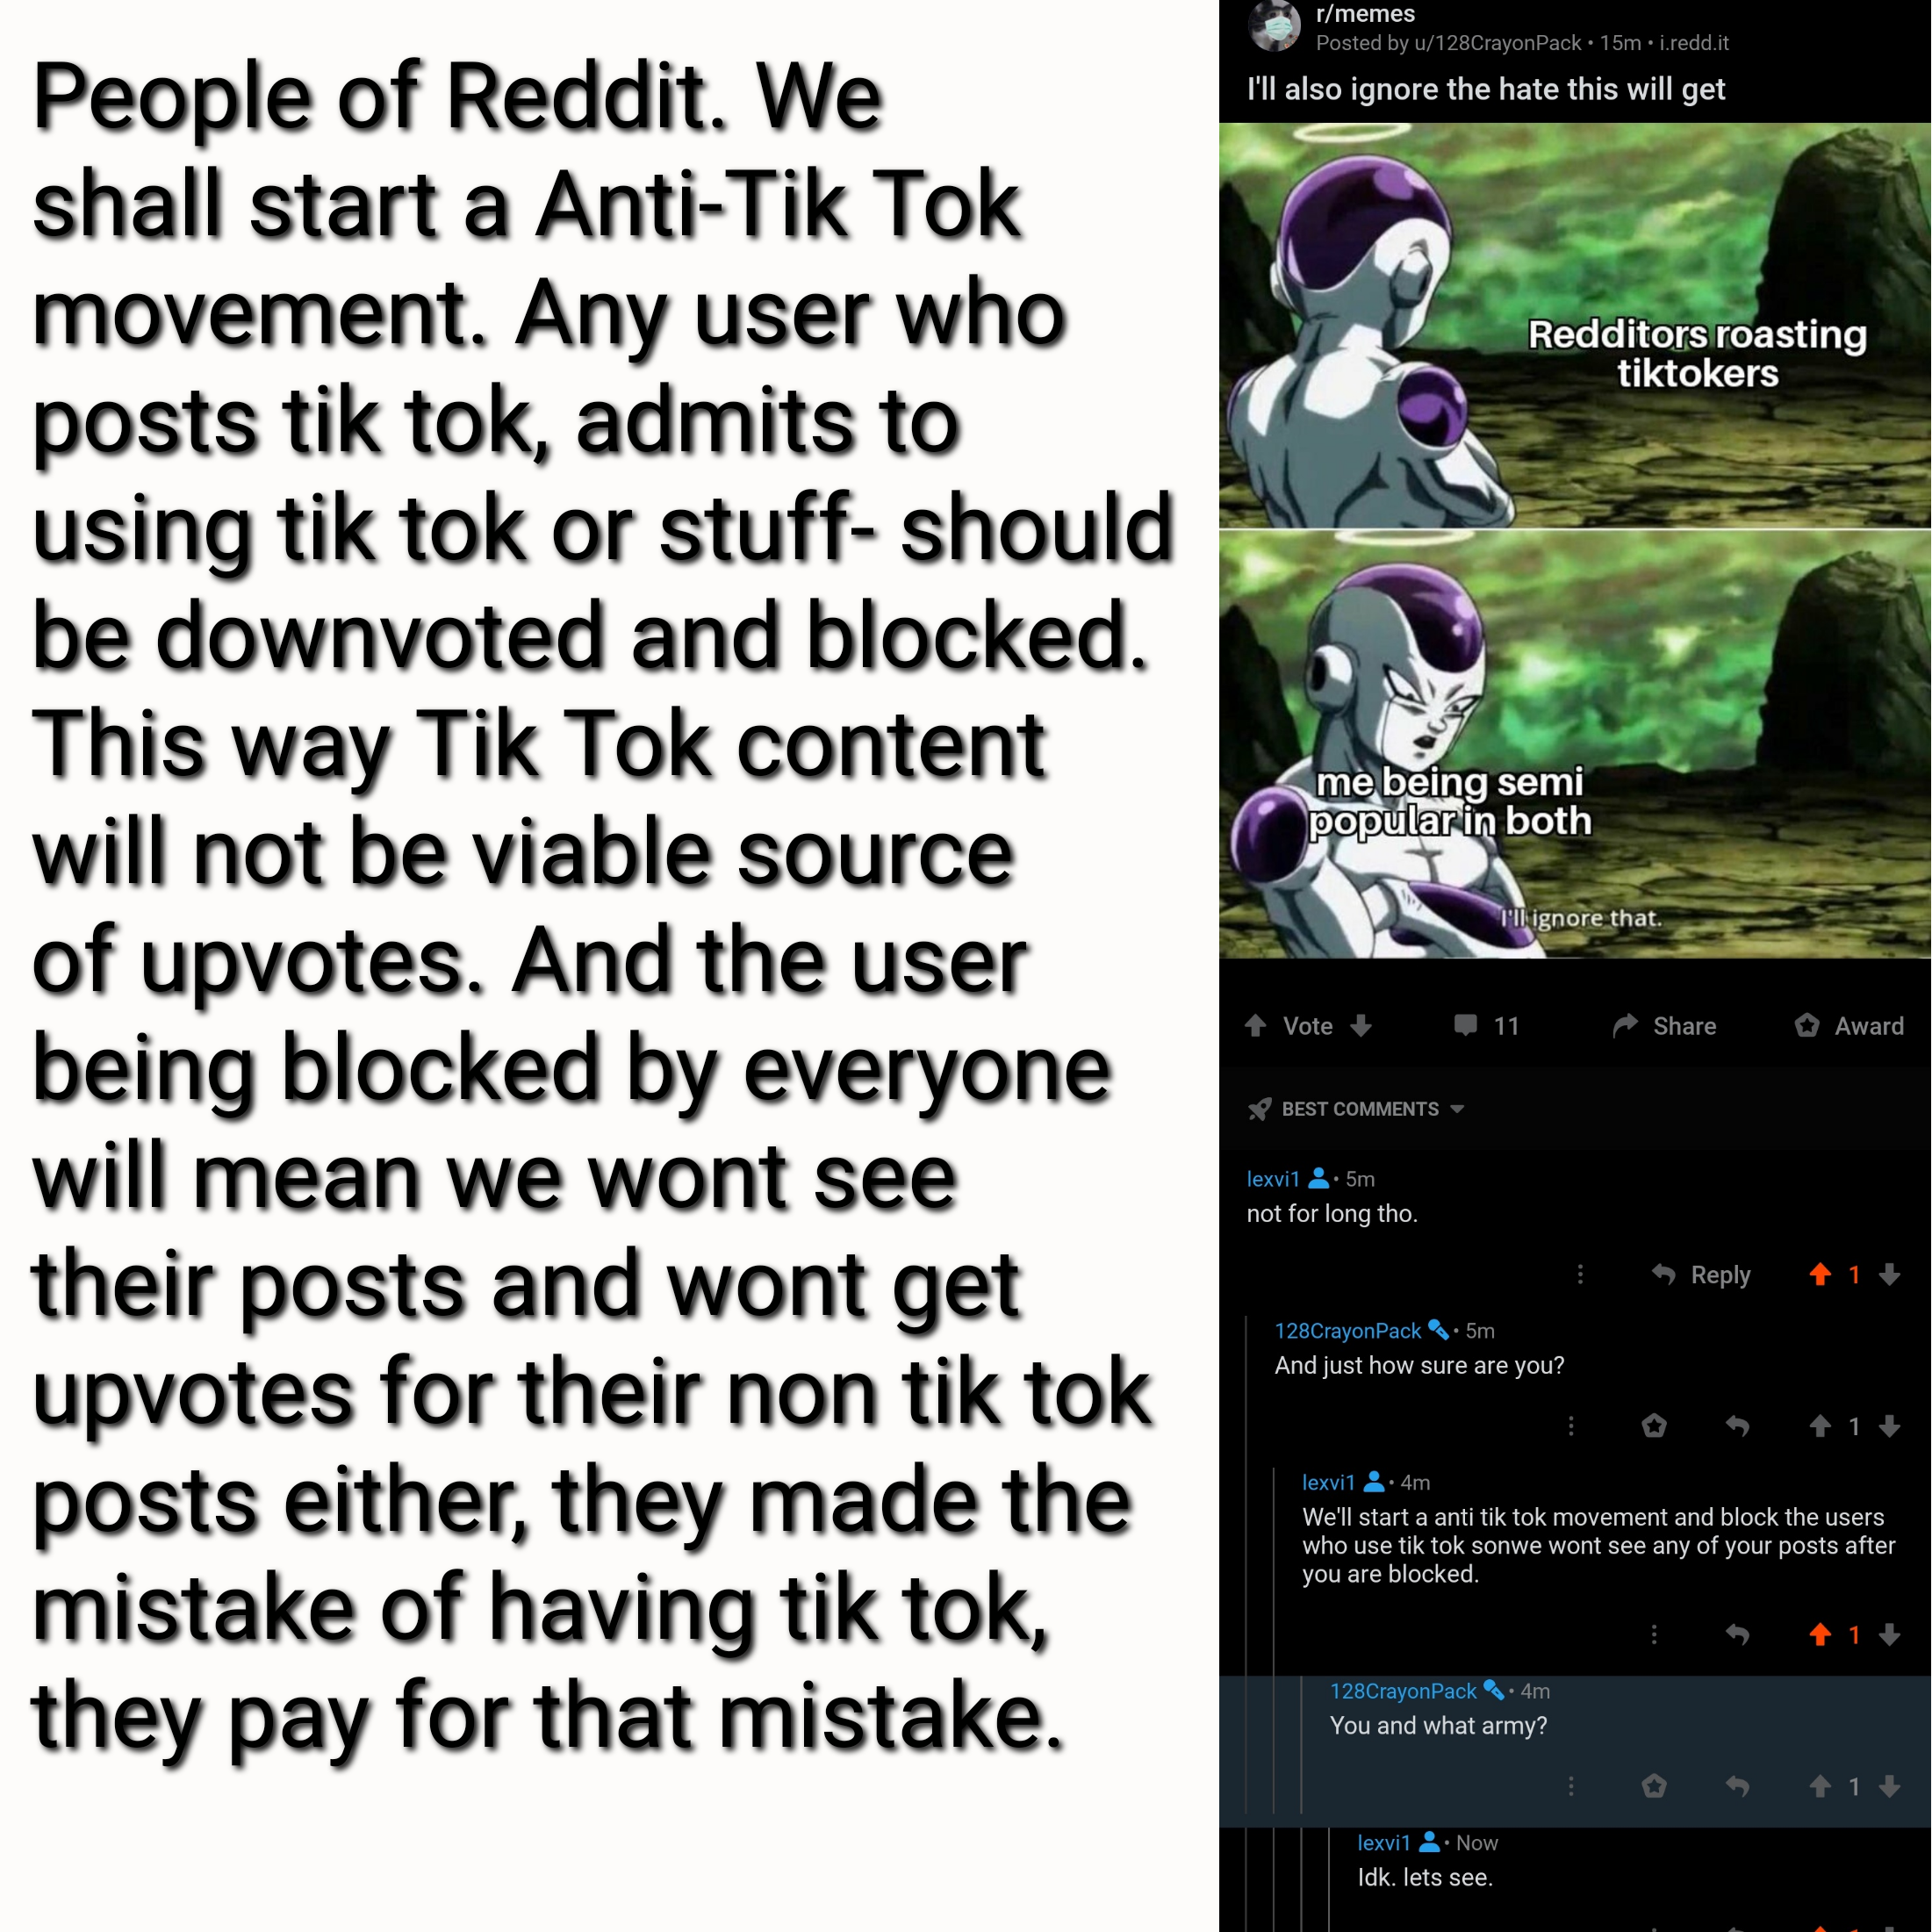 People of Reddit. We
shall start a Anti-Tik Tok
movement. Any user who
posts tik tok, admits to
using tik tok or stuff- should
be downvoted and blocked.
This way Tik Tok content
will not be viable source
of upvotes. And the user
being blocked by everyone
will mean we wont see
their posts and wont get
upvotes for their non tik tok
posts either, they made the
mistake of having tik tok,
they pay for that mistake.
r/memes
Posted by u/128CrayonPack • 15m • i.redd.it
I'll also ignore the hate this will get
Redditors roasting
tiktokers
me being semi
popular in both
I'll ignore that.
Vote 11 Share Award
BEST COMMENTS
lexvi1 • 5m
not for long tho.
Reply 1
128CrayonPack • 5m
And just how sure are you?
1
lexvi1 • 4m
We'll start a anti tik tok movement and block the users
who use tik tok sonwe wont see any of your posts after
you are blocked.
1
128CrayonPack • 4m
You and what army?
1
lexvi1 • Now
Idk. lets see.